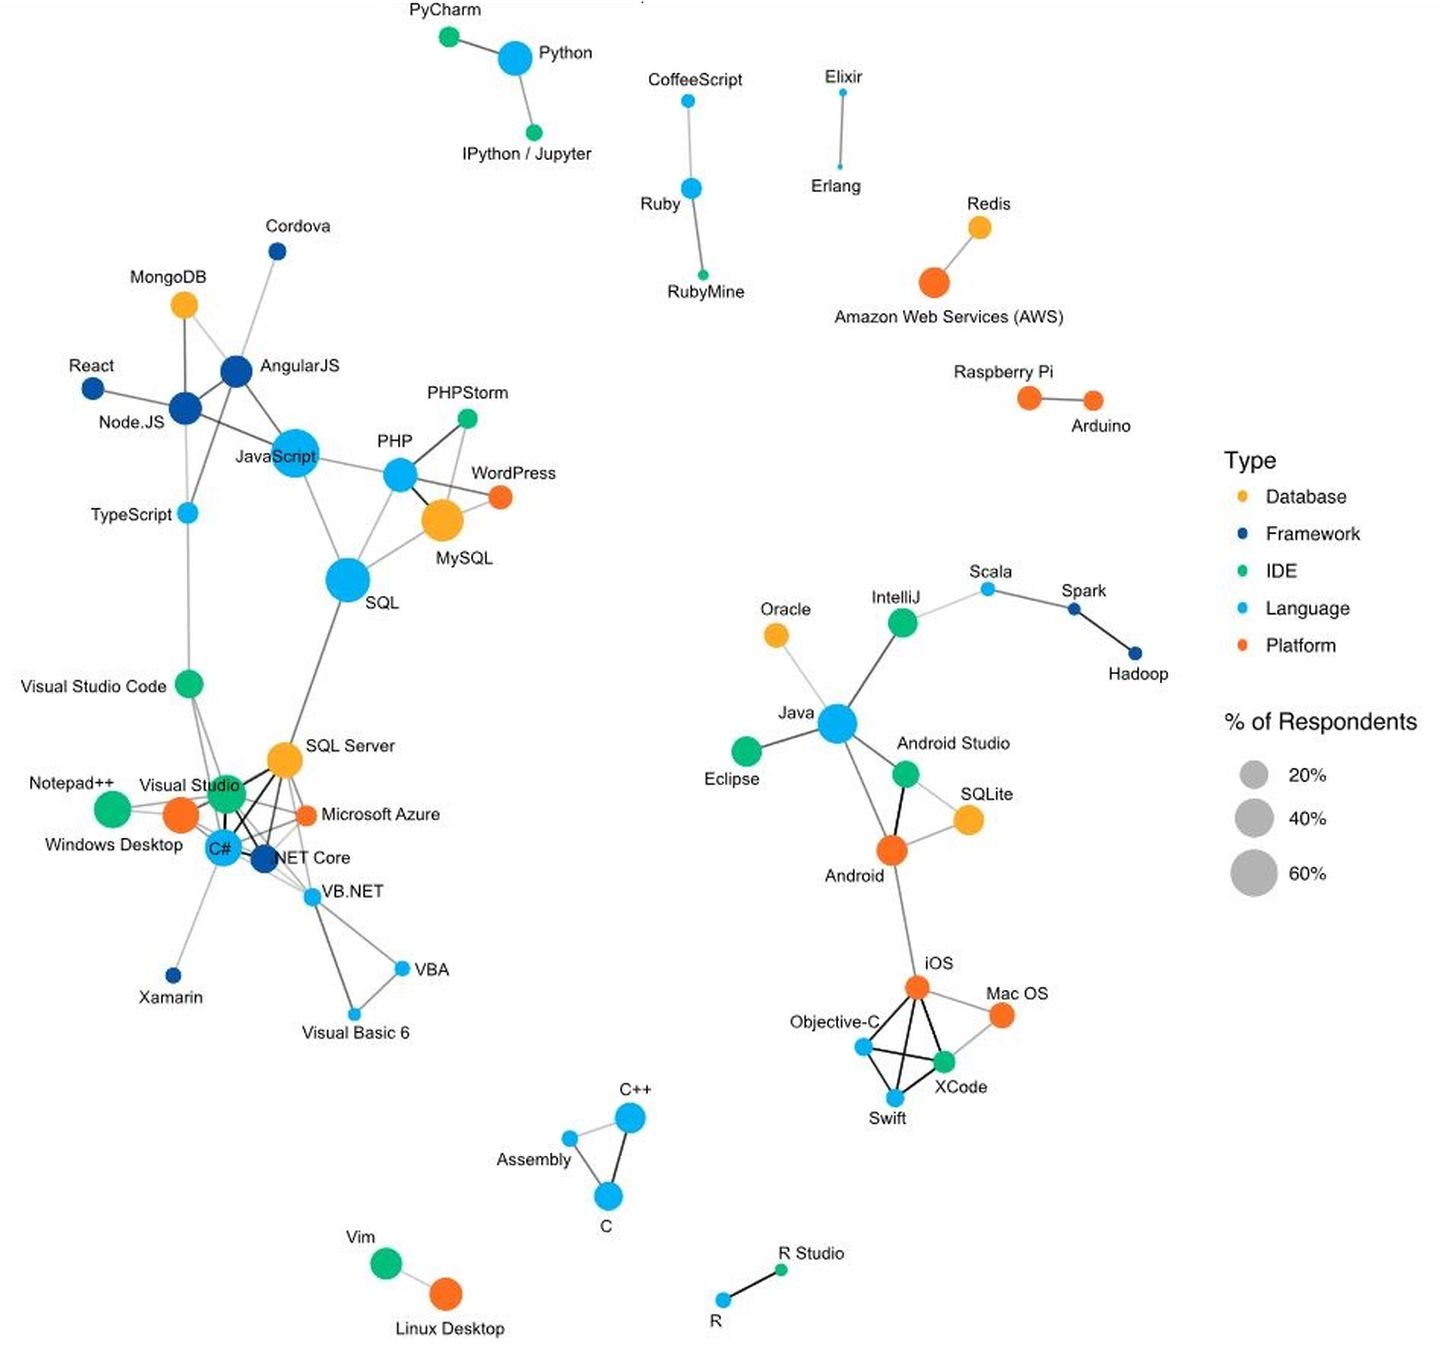 PyCharm
Python
IPython / Jupyter
CoffeeScript
Elixir
Ruby
Erlang
RubyMine
Redis
Amazon Web Services (AWS)
Raspberry Pi
Arduino
Cordova
MongoDB
React
AngularJS
Node.JS
PHPStorm
JavaScript
PHP
WordPress
TypeScript
MySQL
SQL
Visual Studio Code
SQL Server
Notepad++
Visual Studio
Microsoft Azure
Windows Desktop
C#
.NET Core
VB.NET
VBA
Xamarin
Visual Basic 6
Oracle
IntelliJ
Scala
Spark
Hadoop
Java
Android Studio
Eclipse
SQLite
Android
iOS
Mac OS
Objective-C
XCode
Swift
C++
Assembly
C
Vim
Linux Desktop
R Studio
R
Type
Database
Framework
IDE
Language
Platform
% of Respondents
20%
40%
60%